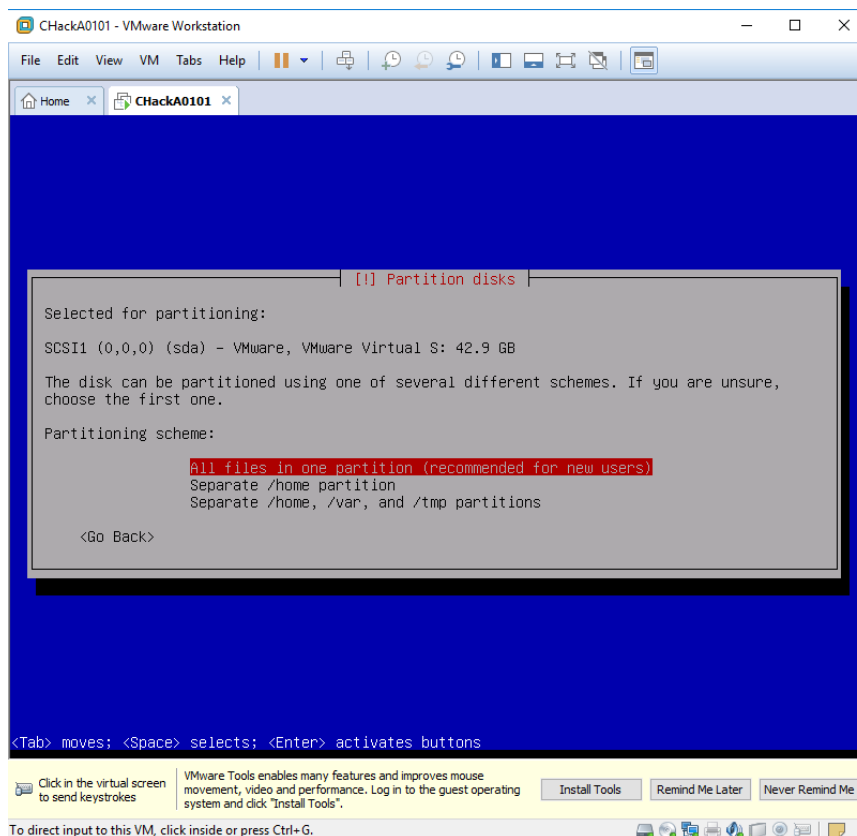 CHackA0101 - VMware Workstation
File Edit View VM Tabs Help
Home CHackA0101
[!] Partition disks
Selected for partitioning:
SCSI1 (0,0,0) (sda) - VMware, VMware Virtual S: 42.9 GB
The disk can be partitioned using one of several different schemes. If you are unsure,
choose the first one.
Partitioning scheme:
All files in one partition (recommended for new users)
Separate /home partition
Separate /home, /var, and /tmp partitions
<Go Back>
<Tab> moves; <Space> selects; <Enter> activates buttons
Click in the virtual screen
to send keystrokes
VMware Tools enables many features and improves mouse
movement, video and performance. Log in to the guest operating
system and click "Install Tools".
Install Tools Remind Me Later Never Remind Me
To direct input to this VM, click inside or press Ctrl+G.